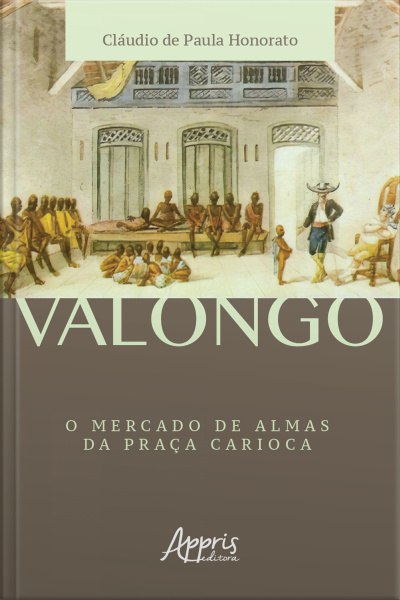 Cláudio de Paula Honorato
VALONGO
O MERCADO DE ALMAS
DA PRAÇA CARIOCA
Appris
editora